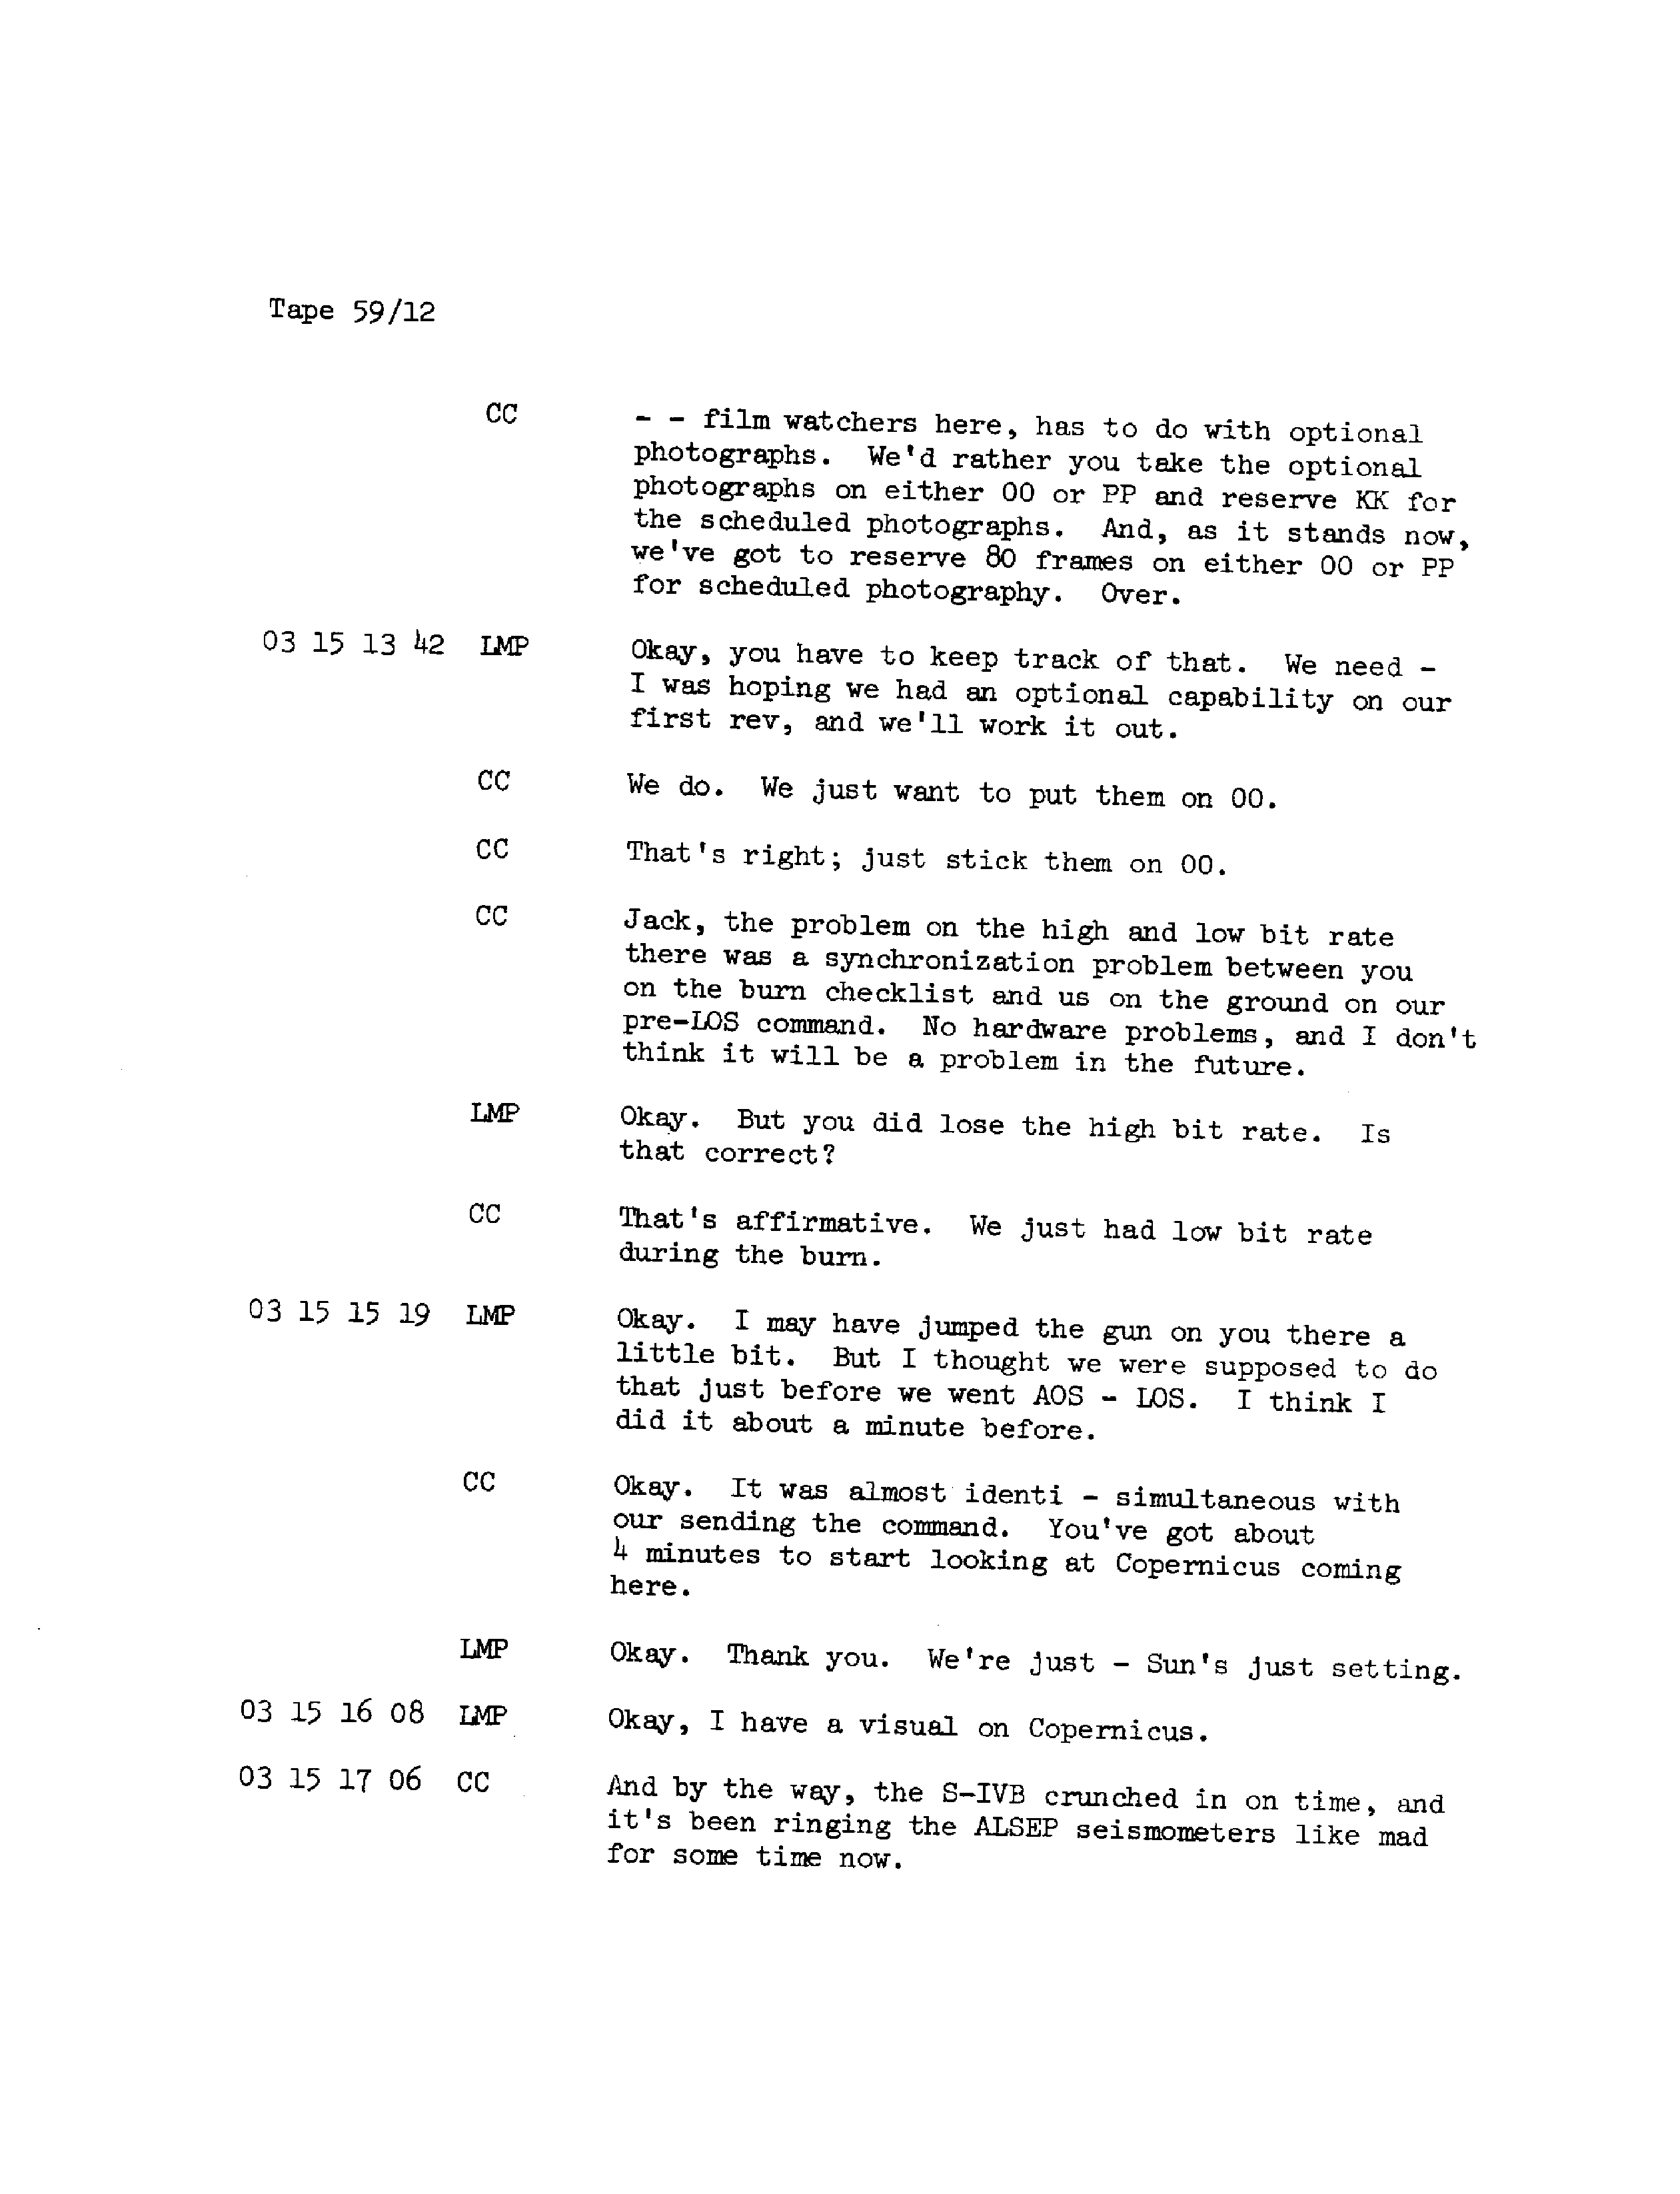 Tape 59/12
CC - - film watchers here, has to do with optional
photographs. We'd rather you take the optional
photographs on either OO or PP and reserve KK for
the scheduled photographs. And, as it stands now,
we've got to reserve 80 frames on either OO or PP
for scheduled photography. Over.
03 15 13 42 LMP Okay, you have to keep track of that. We need -
I was hoping we had an optional capability on our
first rev, and we'll work it out.
CC We do. We just want to put them on OO.
CC That's right; just stick them on OO.
CC Jack, the problem on the high and low bit rate
there was a synchronization problem between you
on the burn checklist and us on the ground on our
pre-LOS command. No hardware problems, and I don't
think it will be a problem in the future.
LMP Okay. But you did lose the high bit rate. Is
that correct?
CC That's affirmative. We just had low bit rate
during the burn.
03 15 15 19 LMP Okay. I may have jumped the gun on you there a
little bit. But I thought we were supposed to do
that just before we went AOS - LOS. I think I
did it about a minute before.
CC Okay. It was almost identi - simultaneous with
our sending the command. You've got about
4 minutes to start looking at Copernicus coming
here.
LMP Okay. Thank you. We're just - Sun's just setting.
03 15 16 08 LMP Okay, I have a visual on Copernicus.
03 15 17 06 CC And by the way, the S-IVB crunched in on time, and
it's been ringing the ALSEP seismometers like mad
for some time now.